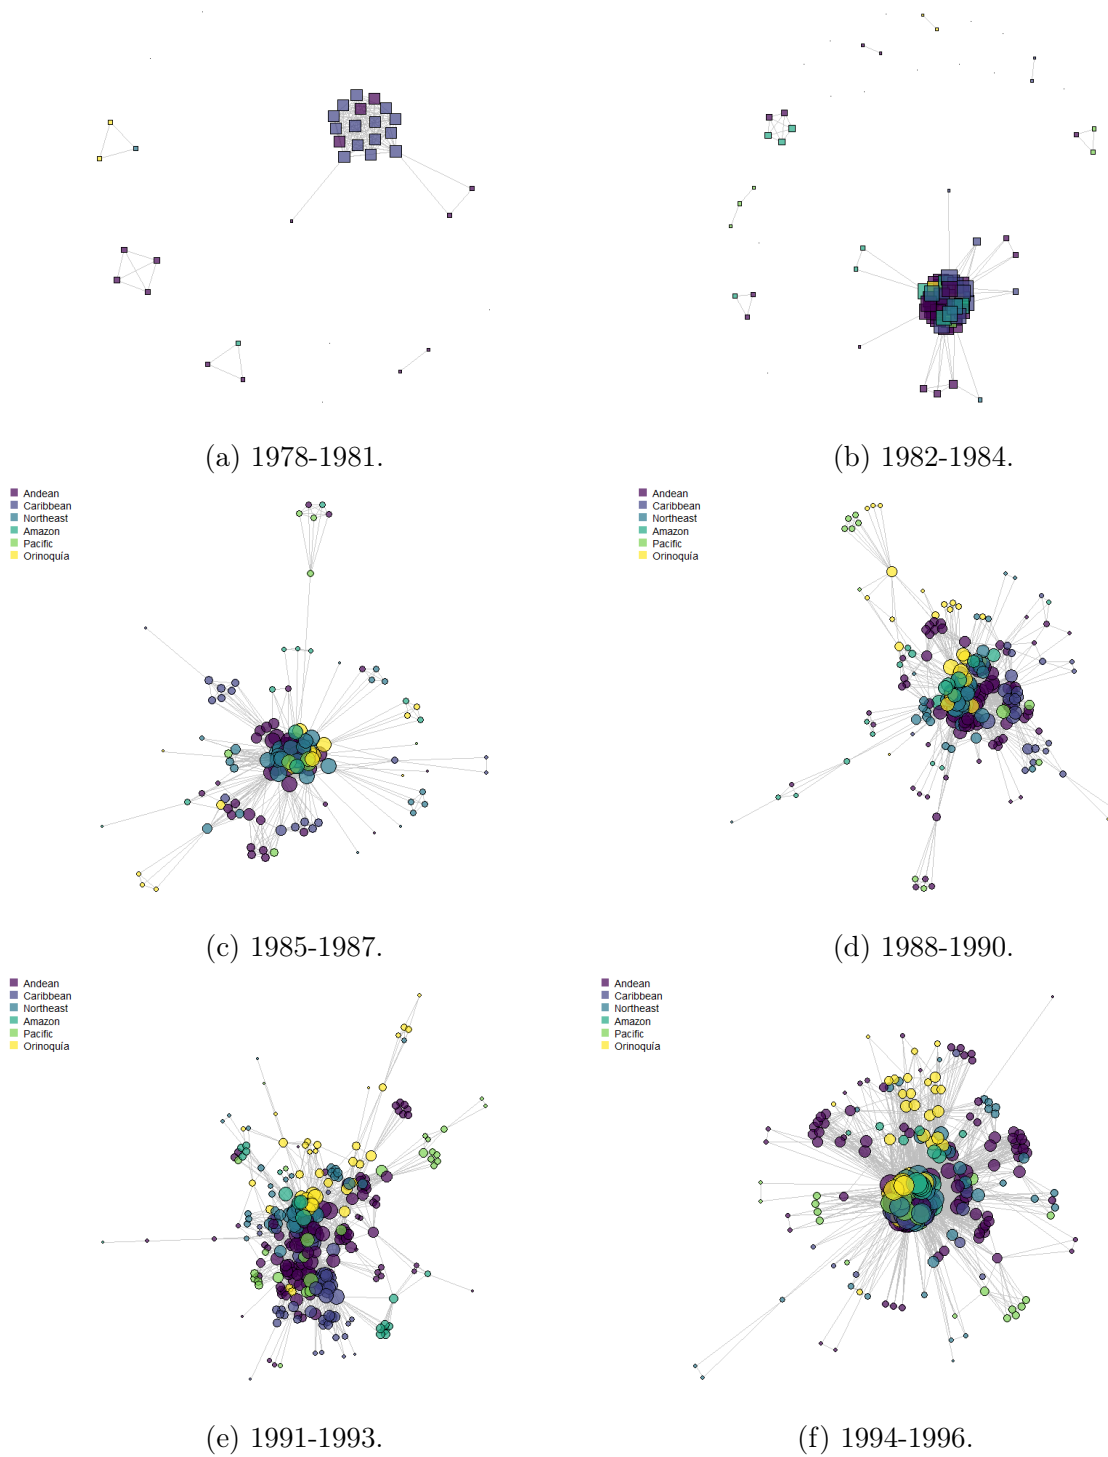 (a) 1978-1981.
(b) 1982-1984.
Andean
Caribbean
Northeast
Amazon
Pacific
Orinoquía
Andean
Caribbean
Northeast
Amazon
Pacific
Orinoquía
(c) 1985-1987.
(d) 1988-1990.
Andean
Caribbean
Northeast
Amazon
Pacific
Orinoquía
Andean
Caribbean
Northeast
Amazon
Pacific
Orinoquía
(e) 1991-1993.
(f) 1994-1996.